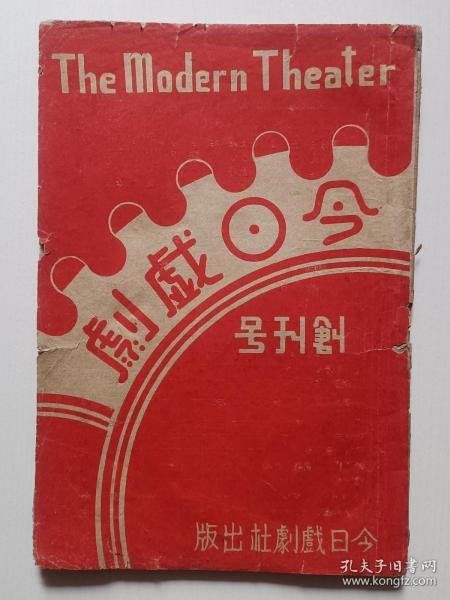 The Modern Theater
今日戲劇
創刊号
今日戲劇社出版
孔夫子旧书网
www.kongfz.com